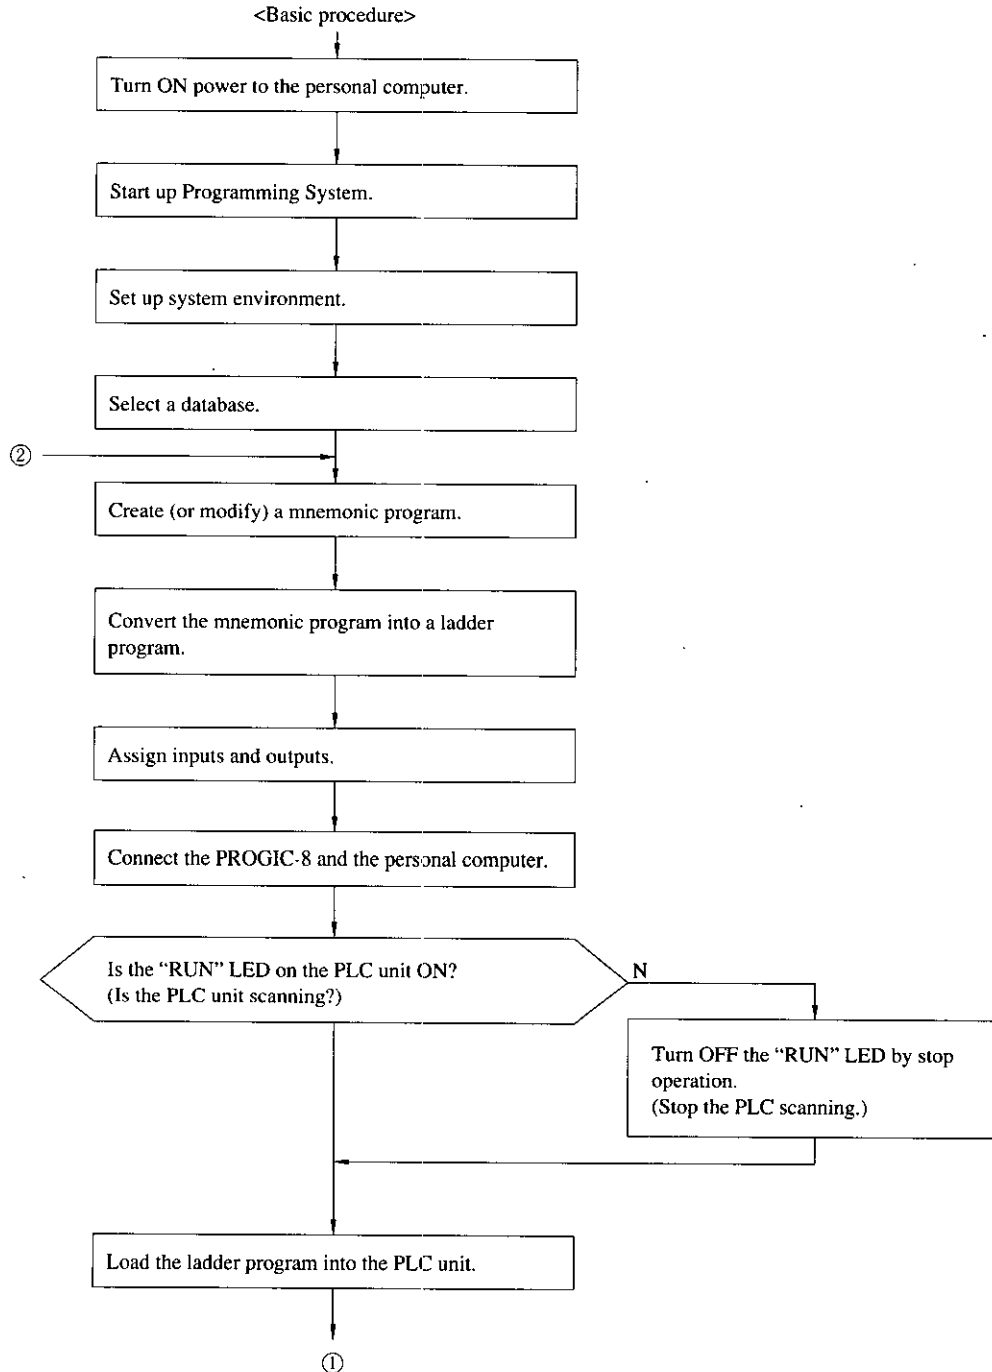 <Basic procedure>
Turn ON power to the personal computer.
Start up Programming System.
Set up system environment.
Select a database.
②
Create (or modify) a mnemonic program.
Convert the mnemonic program into a ladder
program.
Assign inputs and outputs.
Connect the PROGIC-8 and the personal computer.
Is the “RUN” LED on the PLC unit ON?
(Is the PLC unit scanning?)
N
Turn OFF the “RUN” LED by stop
operation.
(Stop the PLC scanning.)
Load the ladder program into the PLC unit.
①